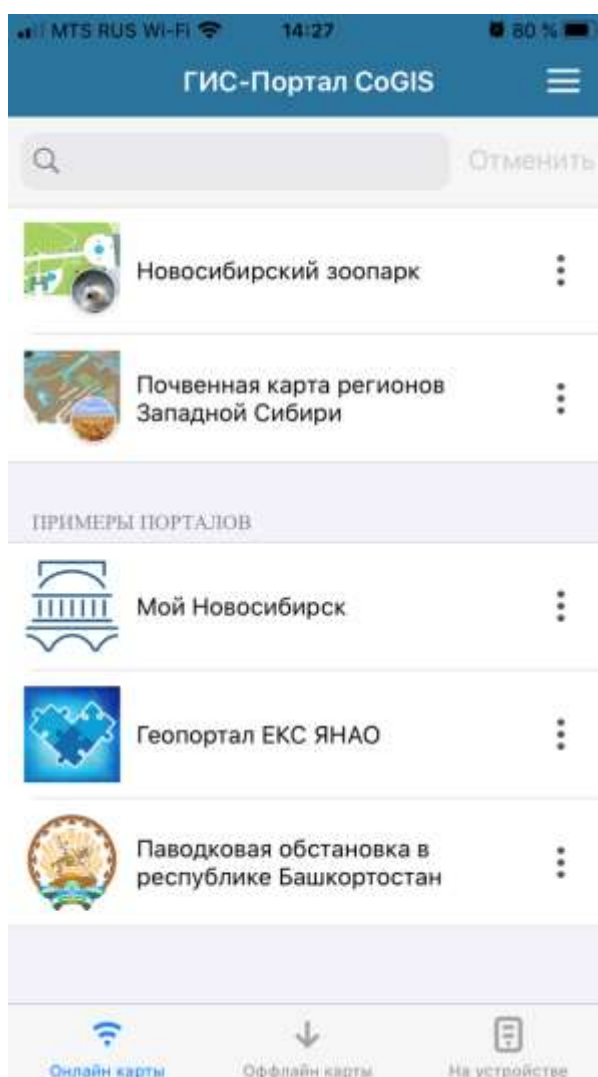 MTS RUS Wi-Fi 14:27 80 %
ГИС-Портал CoGIS
Отменить
Новосибирский зоопарк
Почвенная карта регионов
Западной Сибири
ПРИМЕРЫ ПОРТАЛОВ
Мой Новосибирск
Геопортал ЕКС ЯНАО
Паводковая обстановка в
республике Башкортостан
Онлайн карты Оффлайн карты На устройстве